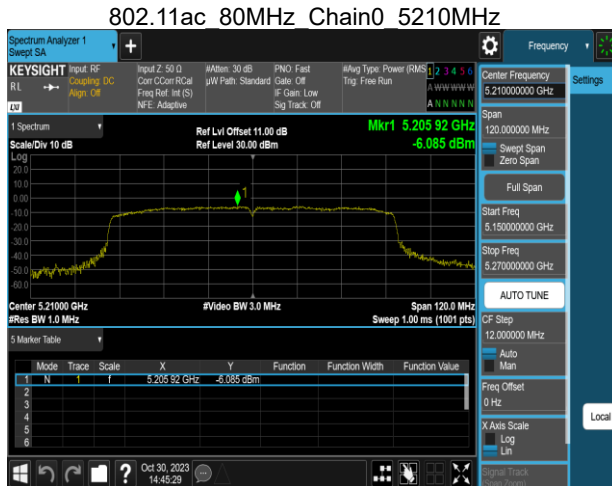 802.11ac_80MHz_Chain0_5210MHz
Spectrum Analyzer 1
Swept SA
Frequency
KEYSIGHT
RL
LXI
Input: RF
Coupling: DC
Align: Off
Input Z: 50 Ω
Corr CCorr RCal
Freq Ref: Int (S)
NFE: Adaptive
#Atten: 30 dB
µW Path: Standard
PNO: Fast
Gate: Off
IF Gain: Low
Sig Track: Off
#Avg Type: Power (RMS
Trig: Free Run
1 2 3 4 5 6
A WW WW W
A N N N N N
Center Frequency
5.210000000 GHz
Settings
Span
120.000000 MHz
Swept Span
Zero Span
Full Span
Start Freq
5.150000000 GHz
Stop Freq
5.270000000 GHz
AUTO TUNE
CF Step
12.000000 MHz
Auto
Man
Freq Offset
0 Hz
X Axis Scale
Log
Lin
Signal Track
(Span Zoom)
Local
1 Spectrum
Scale/Div 10 dB
Log
Ref Lvl Offset 11.00 dB
Ref Level 30.00 dBm
Mkr1 5.205 92 GHz
-6.085 dBm
20.0
10.0
0.00
-10.0
-20.0
-30.0
-40.0
-50.0
-60.0
1
Center 5.21000 GHz
#Res BW 1.0 MHz
#Video BW 3.0 MHz
Span 120.0 MHz
Sweep 1.00 ms (1001 pts)
5 Marker Table
Mode Trace Scale X Y Function Function Width Function Value
1 N 1 f 5.205 92 GHz -6.085 dBm
2
3
4
5
6
?
Oct 30, 2023
14:45:29